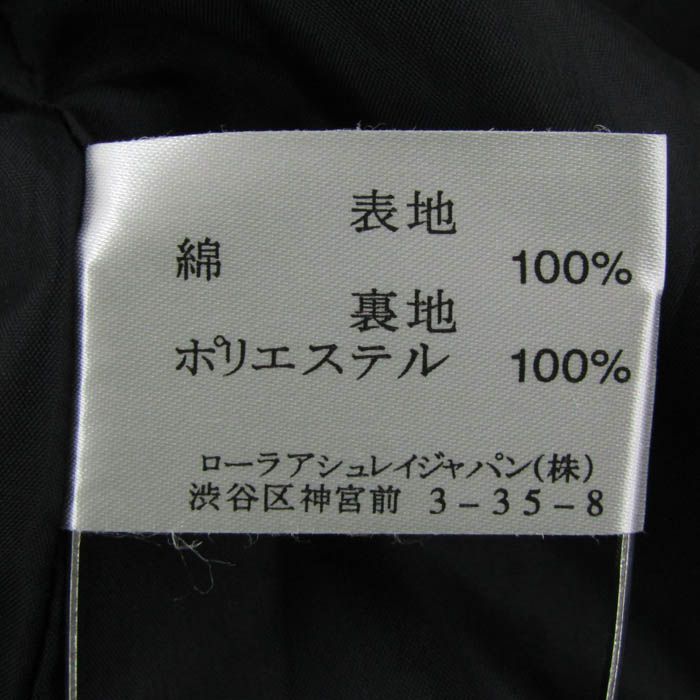 表地
綿 100%
裏地
ポリエステル 100%
ローラアシュレイジャパン(株)
渋谷区神宮前 3-35-8